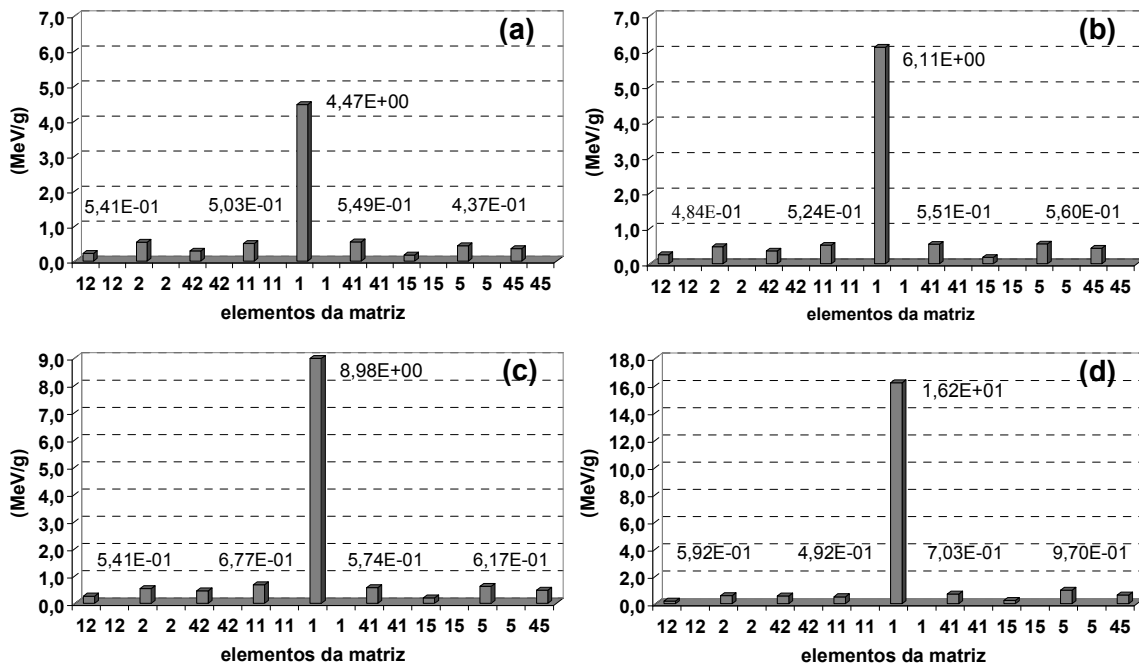 (a)
7,0
6,0
5,0
4,0
3,0
2,0
1,0
0,0
(MeV/g)
4,47E+00
5,41E-01 5,03E-01 5,49E-01 4,37E-01
12 12 2 2 42 42 11 11 1 1 41 41 15 15 5 5 45 45
elementos da matriz
(b)
7,0
6,0
5,0
4,0
3,0
2,0
1,0
0,0
(MeV/g)
6,11E+00
4,84E-01 5,24E-01 5,51E-01 5,60E-01
12 12 2 2 42 42 11 11 1 1 41 41 15 15 5 5 45 45
elementos da matriz
(c)
9,0
8,0
7,0
6,0
5,0
4,0
3,0
2,0
1,0
0,0
(MeV/g)
8,98E+00
5,41E-01 6,77E-01 5,74E-01 6,17E-01
12 12 2 2 42 42 11 11 1 1 41 41 15 15 5 5 45
elementos da matriz
(d)
18,0
16,0
14,0
12,0
10,0
8,0
6,0
4,0
2,0
0,0
(MeV/g)
1,62E+01
5,92E-01 4,92E-01 7,03E-01 9,70E-01
12 12 2 2 42 42 11 11 1 1 41 41 15 15 5 5 45
elementos da matriz